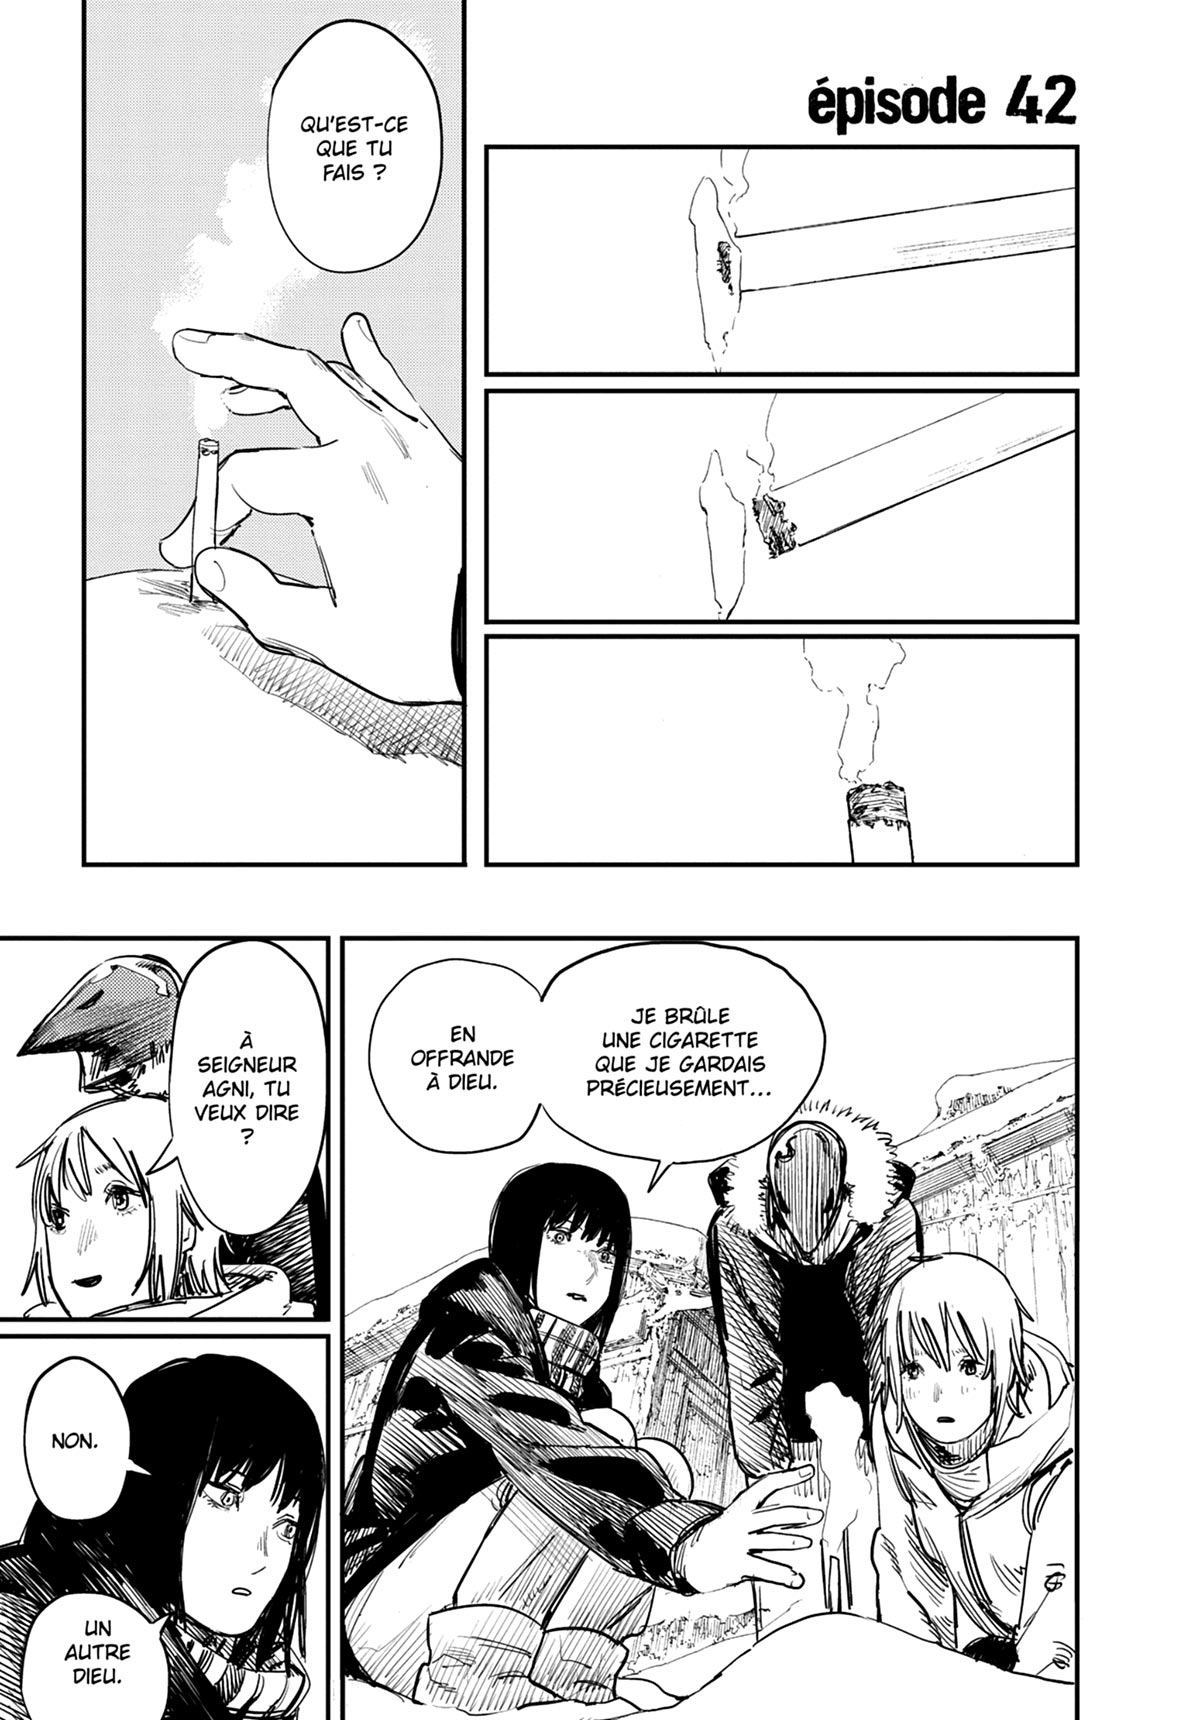 épisode 42
QU'EST-CE
QUE TU
FAIS ?
JE BRÛLE
UNE CIGARETTE
QUE JE GARDAIS
PRÉCIEUSEMENT...
EN
OFFRANDE
À DIEU.
À
SEIGNEUR
AGNI, TU
VEUX DIRE
?
NON.
UN
AUTRE
DIEU.